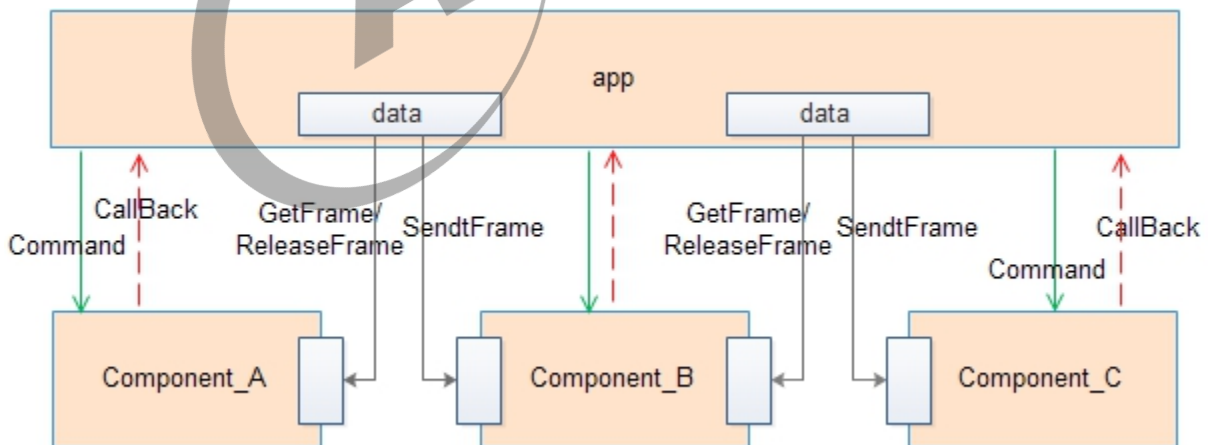 app
data
data
CallBack
Command
GetFrame/
ReleaseFrame
SendtFrame
GetFrame/
ReleaseFrame
SendtFrame
CallBack
Command
Component_A
Component_B
Component_C